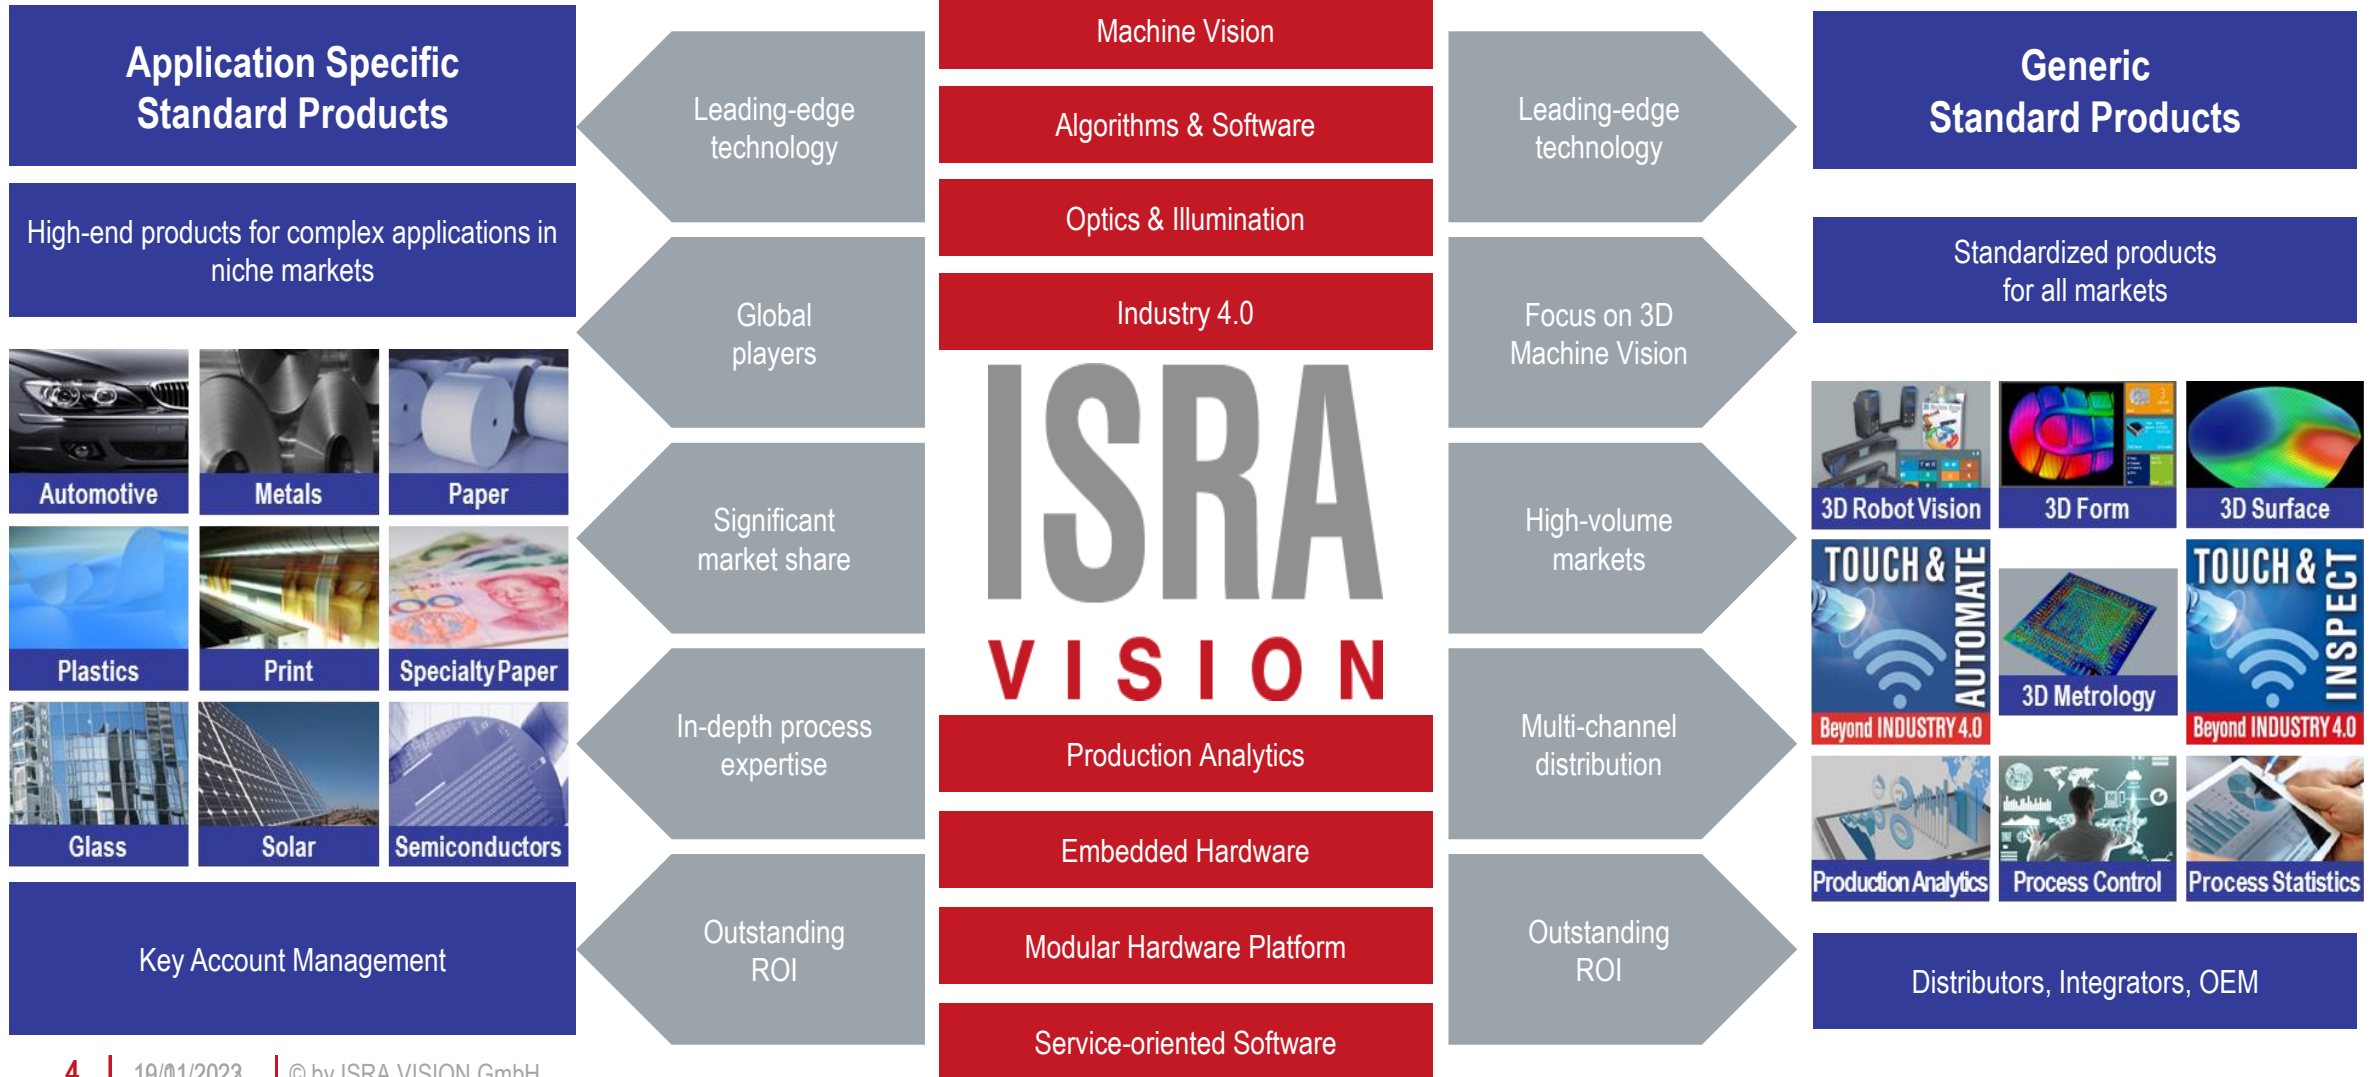 Application Specific
Standard Products
High-end products for complex applications in
niche markets
Automotive
Metals
Paper
Plastics
Print
Specialty Paper
Glass
Solar
Semiconductors
Key Account Management
Leading-edge
technology
Global
players
Significant
market share
In-depth process
expertise
Outstanding
ROI
Machine Vision
Algorithms & Software
Optics & Illumination
Industry 4.0
ISRA
VISION
Production Analytics
Embedded Hardware
Modular Hardware Platform
Service-oriented Software
Leading-edge
technology
Focus on 3D
Machine Vision
High-volume
markets
Multi-channel
distribution
Outstanding
ROI
Generic
Standard Products
Standardized products
for all markets
3D Robot Vision
3D Form
3D Surface
TOUCH &
AUTOMATE
Beyond INDUSTRY 4.0
3D Metrology
TOUCH &
INSPECT
Beyond INDUSTRY 4.0
Production Analytics
Process Control
Process Statistics
Distributors, Integrators, OEM
4
© by ISRA VISION GmbH